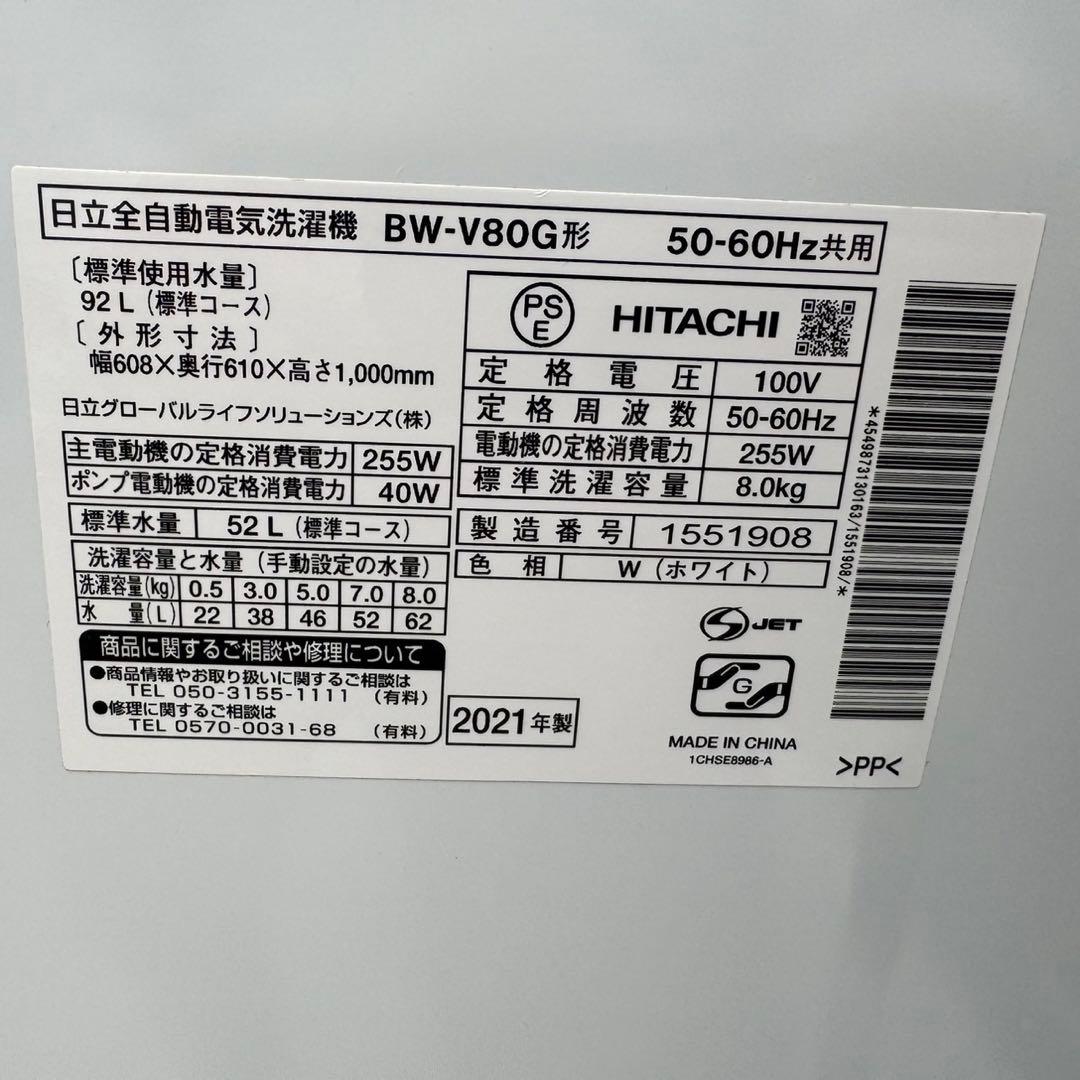 日立全自動電気洗濯機 BW-V80G形 50-60Hz共用
〔標準使用水量〕
92 L (標準コース)
〔外形寸法〕
幅608×奥行610×高さ1,000mm
日立グローバルライフソリューションズ(株)
主電動機の定格消費電力 255W
ポンプ電動機の定格消費電力 40W
標準水量 52 L (標準コース)
洗濯容量と水量 (手動設定の水量)
洗濯容量(kg) 0.5 3.0 5.0 7.0 8.0
水 量(L) 22 38 46 52 62
商品に関するご相談や修理について
●商品情報やお取り扱いに関するご相談は
TEL 050-3155-1111 (有料)
●修理に関するご相談は
TEL 0570-0031-68 (有料)
2021年製
PS
E
HITACHI
定格電圧 100V
定格周波数 50-60Hz
電動機の定格消費電力 255W
標準洗濯容量 8.0kg
製造番号 1551908
色相 W (ホワイト)
S JET
G
MADE IN CHINA
1CHSE8986-A
>PP<
*4549873130163/1551908/*